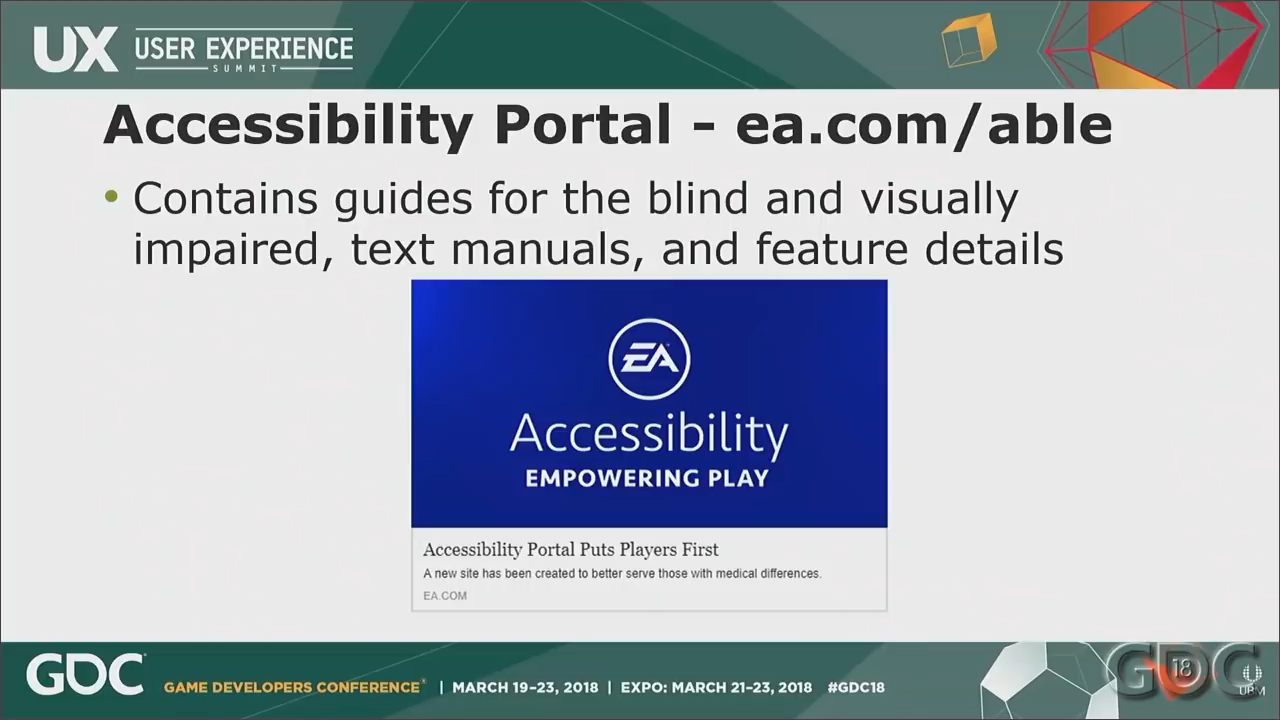 UX USER EXPERIENCE
SUMMIT
Accessibility Portal - ea.com/able
• Contains guides for the blind and visually
impaired, text manuals, and feature details
EA
Accessibility
EMPOWERING PLAY
Accessibility Portal Puts Players First
A new site has been created to better serve those with medical differences.
EA.COM
GDC GAME DEVELOPERS CONFERENCE® | MARCH 19–23, 2018 | EXPO: MARCH 21–23, 2018 #GDC18
GDC 18
UBM